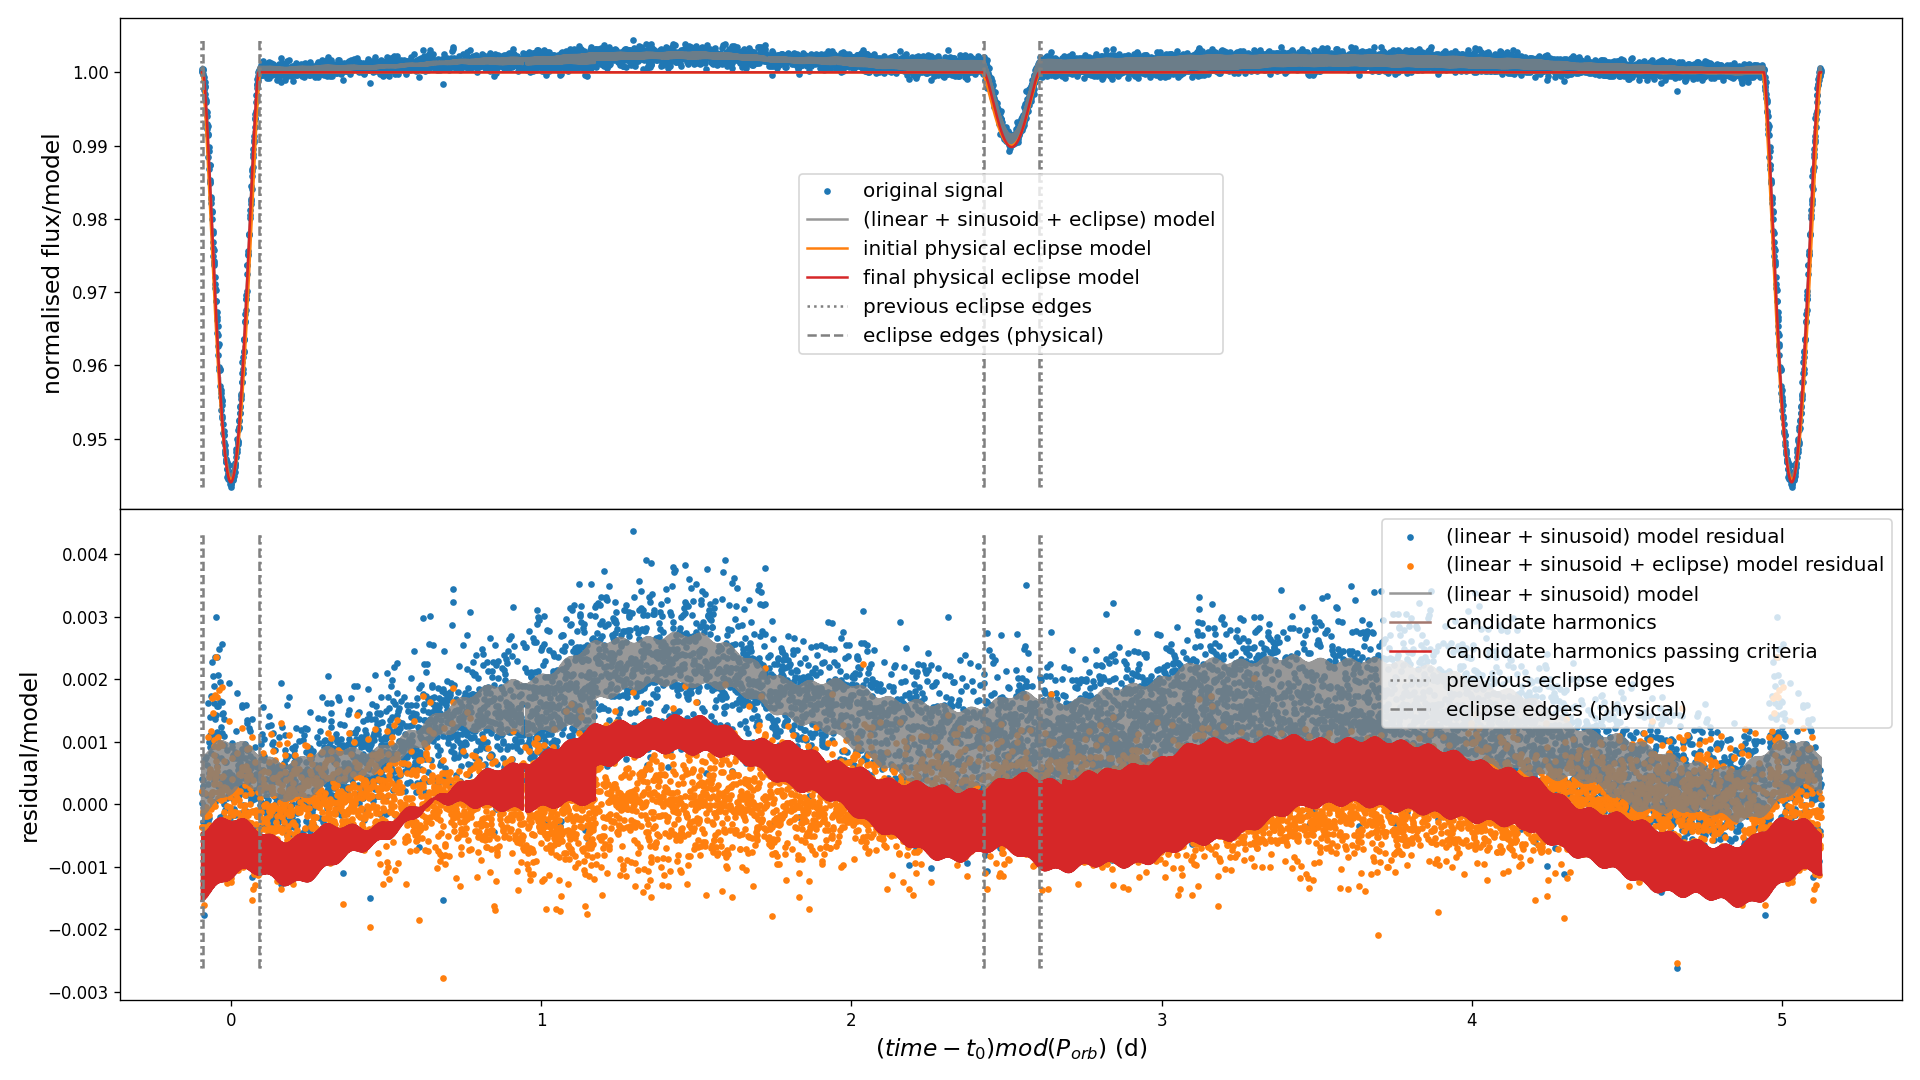 1.00
0.99
0.98
0.97
0.96
0.95
normalised flux/model
original signal
(linear + sinusoid + eclipse) model
initial physical eclipse model
final physical eclipse model
previous eclipse edges
eclipse edges (physical)
0.004
0.003
0.002
0.001
0.000
−0.001
−0.002
−0.003
residual/model
(linear + sinusoid) model residual
(linear + sinusoid + eclipse) model residual
(linear + sinusoid) model
candidate harmonics
candidate harmonics passing criteria
previous eclipse edges
eclipse edges (physical)
0 1 2 3 4 5
(time − t₀)mod(P_orb) (d)